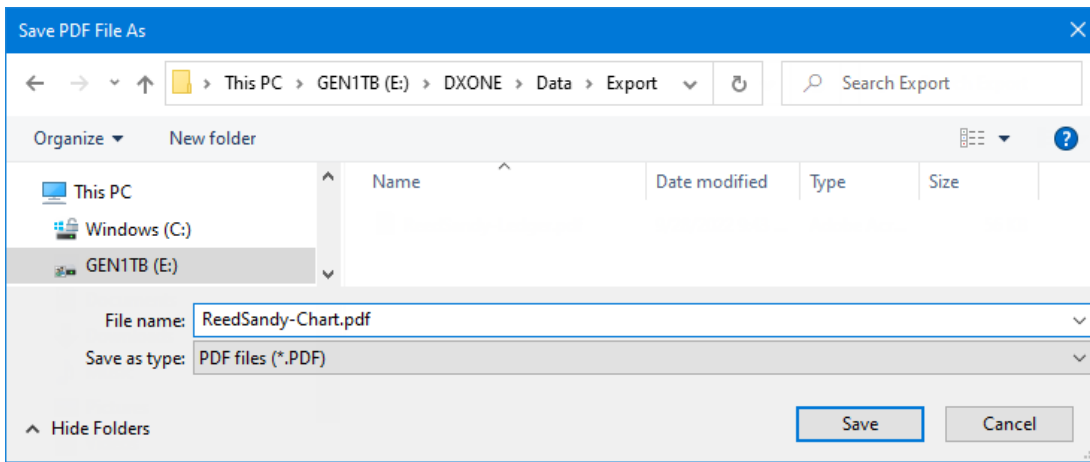 Save PDF File As
This PC > GEN1TB (E:) > DXONE > Data > Export Search Export
Organize New folder
Name Date modified Type Size
This PC
Windows (C:)
GEN1TB (E:)
File name: ReedSandy-Chart.pdf
Save as type: PDF files (*.PDF)
Hide Folders Save Cancel